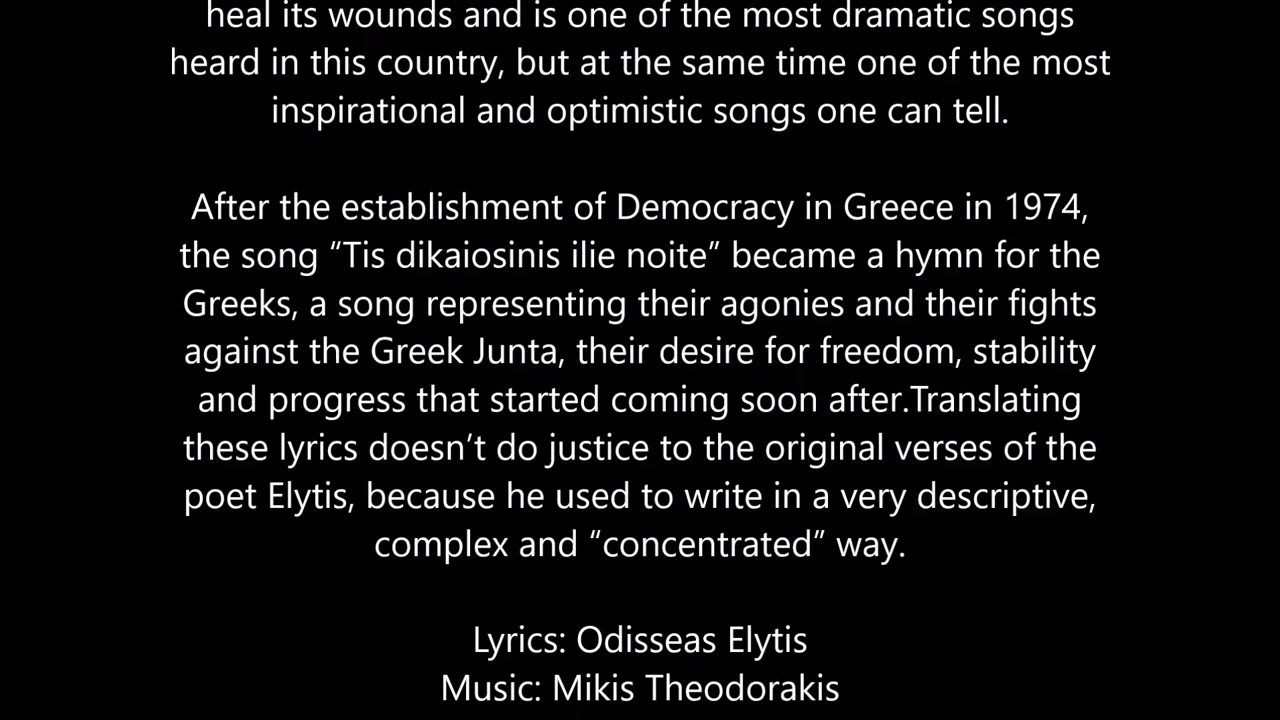 heal its wounds and is one of the most dramatic songs
heard in this country, but at the same time one of the most
inspirational and optimistic songs one can tell.
After the establishment of Democracy in Greece in 1974,
the song “Tis dikaiosinis ilie noite” became a hymn for the
Greeks, a song representing their agonies and their fights
against the Greek Junta, their desire for freedom, stability
and progress that started coming soon after.Translating
these lyrics doesn’t do justice to the original verses of the
poet Elytis, because he used to write in a very descriptive,
complex and “concentrated” way.
Lyrics: Odisseas Elytis
Music: Mikis Theodorakis